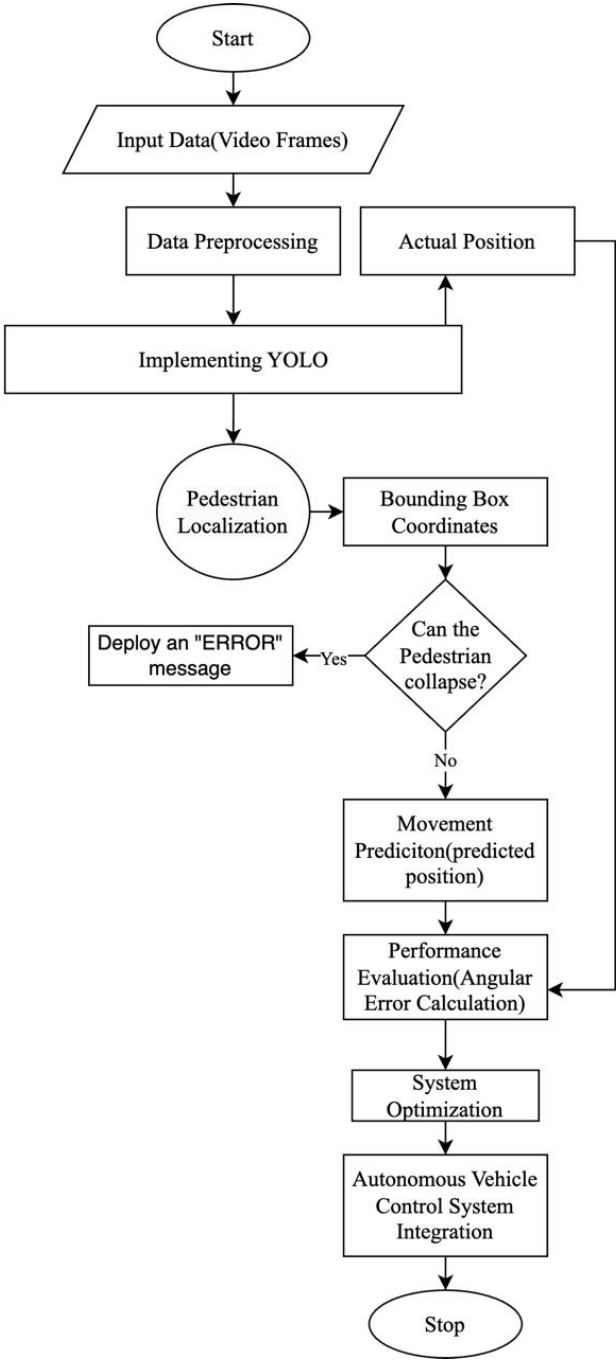 Start
Input Data(Video Frames)
Data Preprocessing
Actual Position
Implementing YOLO
Pedestrian
Localization
Bounding Box
Coordinates
Can the
Pedestrian
collapse?
Yes
Deploy an "ERROR"
message
No
Movement
Prediciton(predicted
position)
Performance
Evaluation(Angular
Error Calculation)
System
Optimization
Autonomous Vehicle
Control System
Integration
Stop